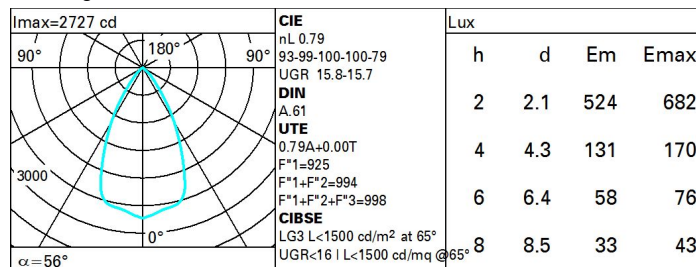 Imax=2727 cd
90° 180° 90°
3000
0°
α=56°
CIE
nL 0.79
93-99-100-100-79
UGR 15.8-15.7
DIN
A.61
UTE
0.79A+0.00T
F"1=925
F"1+F"2=994
F"1+F"2+F"3=998
CIBSE
LG3 L<1500 cd/m² at 65°
UGR<16 | L<1500 cd/mq @65°
Lux
h d Em Emax
2 2.1 524 682
4 4.3 131 170
6 6.4 58 76
8 8.5 33 43